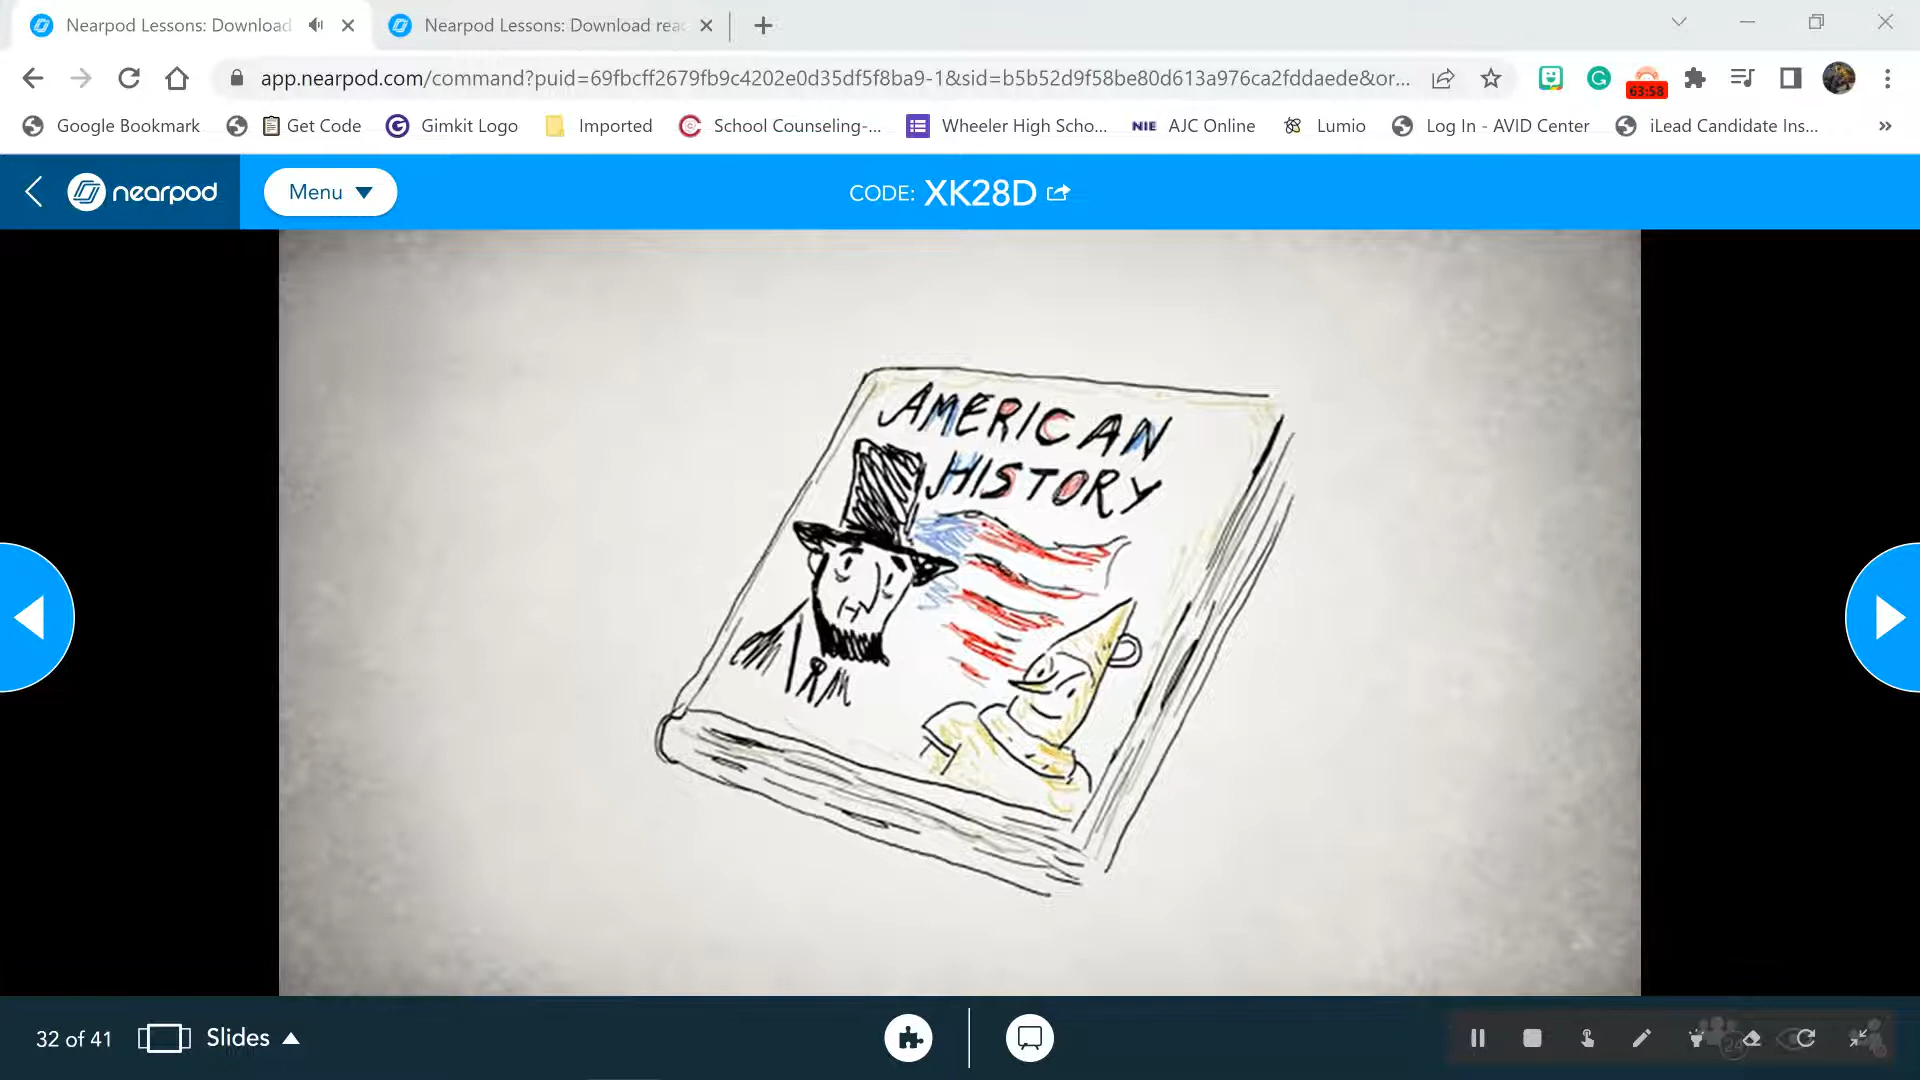 Nearpod Lessons: Download
Nearpod Lessons: Download rea
app.nearpod.com/command?puid=69fbcff2679fb9c4202e0d35df5f8ba9-1&sid=b5b52d9f58be80d613a976ca2fddaede&or...
63:58
Google Bookmark
Get Code
Gimkit Logo
Imported
School Counseling-...
Wheeler High Scho...
NIE AJC Online
Lumio
Log In - AVID Center
iLead Candidate Ins...
»
nearpod
Menu
CODE: XK28D
AMERICAN
HISTORY
32 of 41
Slides
24